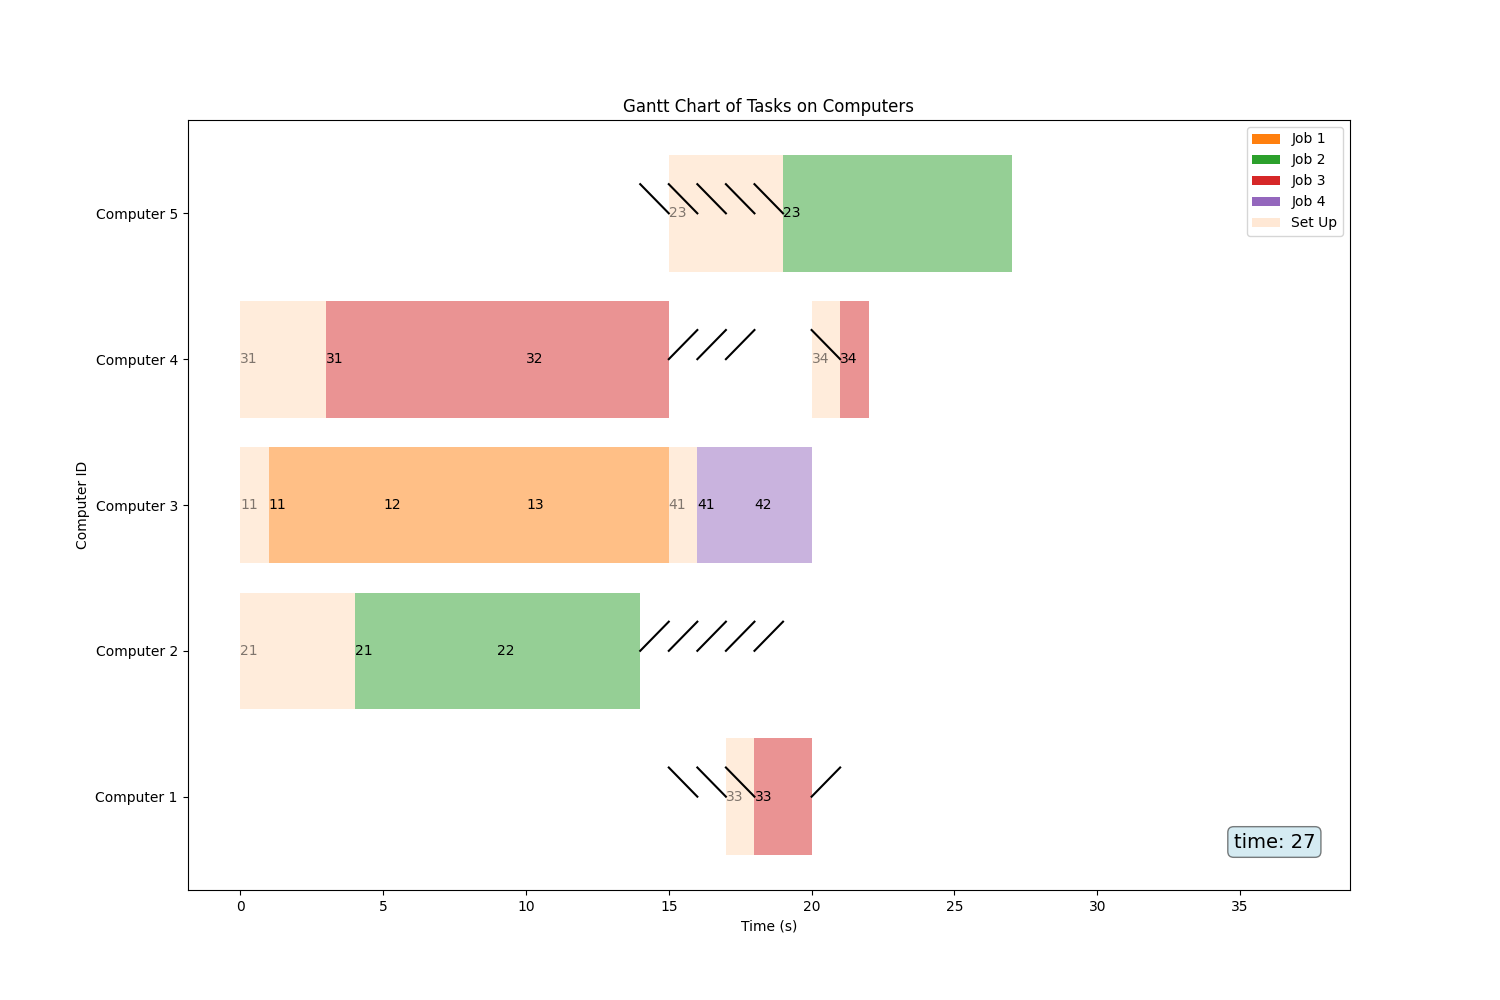 Gantt Chart of Tasks on Computers
Job 1
Job 2
Job 3
Job 4
Set Up
Computer 5
23
23
Computer 4
31
31
32
34
34
Computer ID
Computer 3
11
11
12
13
41
41
42
Computer 2
21
21
22
Computer 1
33
33
time: 27
0
5
10
15
20
25
30
35
Time (s)